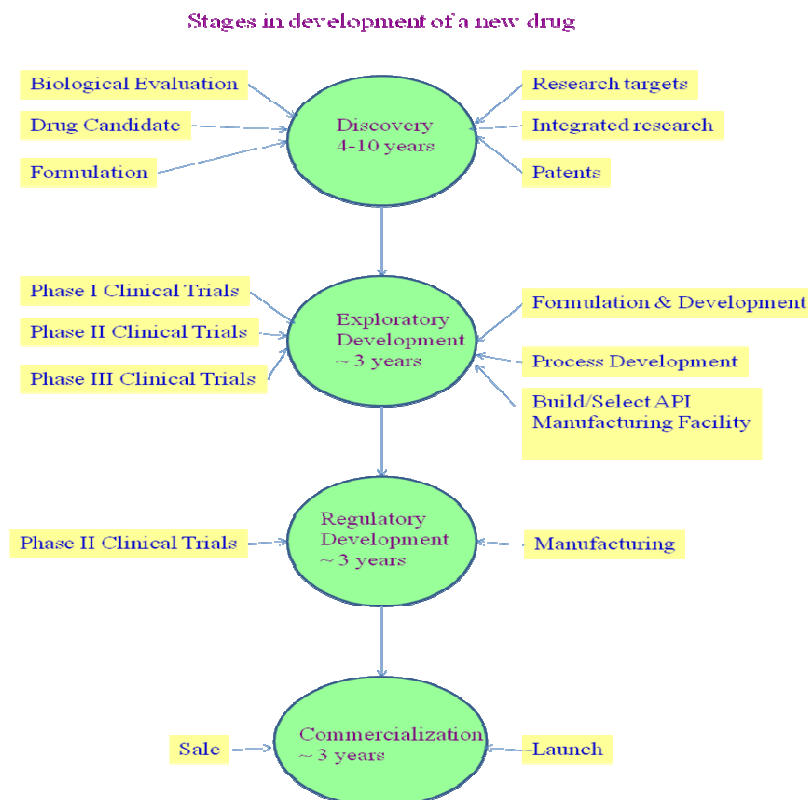 Stages in development of a new drug
Biological Evaluation
Drug Candidate
Formulation
Discovery
4-10 years
Research targets
Integrated research
Patents
Phase I Clinical Trials
Phase II Clinical Trials
Phase III Clinical Trials
Exploratory
Development
~ 3 years
Formulation & Development
Process Development
Build/Select API
Manufacturing Facility
Phase II Clinical Trials
Regulatory
Development
~ 3 years
Manufacturing
Sale
Commercialization
~ 3 years
Launch